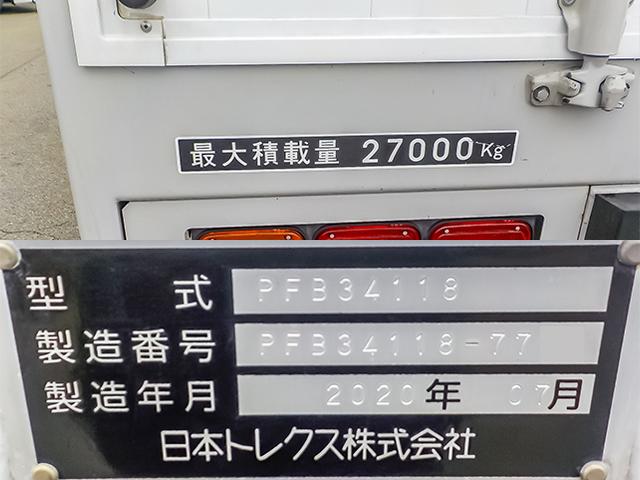 最大積載量 27000 Kg
型式 PFB34118
製造番号 PFB34118-77
製造年月 2020年 07月
日本トレクス株式会社